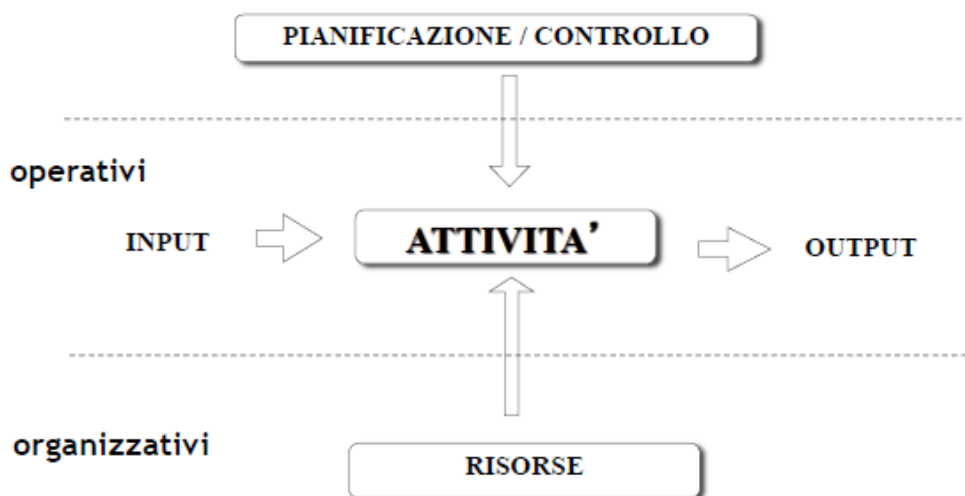 PIANIFICAZIONE / CONTROLLO
operativi
INPUT
ATTIVITA’
OUTPUT
organizzativi
RISORSE